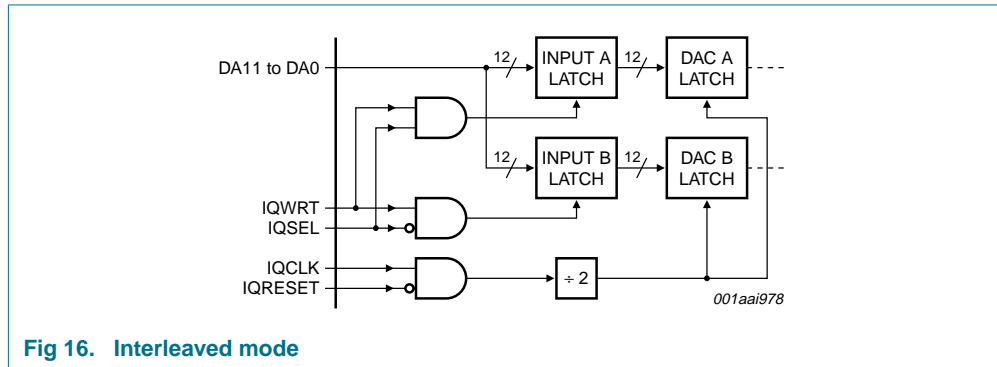 DA11 to DA0
12
INPUT A
LATCH
12
DAC A
LATCH
12
INPUT B
LATCH
12
DAC B
LATCH
IQWRT
IQSEL
IQCLK
IQRESET
÷ 2
001aai978
Fig 16. Interleaved mode